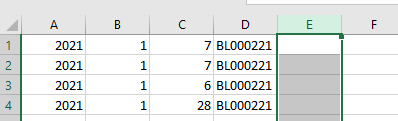 A B C D E F
1 2021 1 7 BL000221
2 2021 1 7 BL000221
3 2021 1 6 BL000221
4 2021 1 28 BL000221